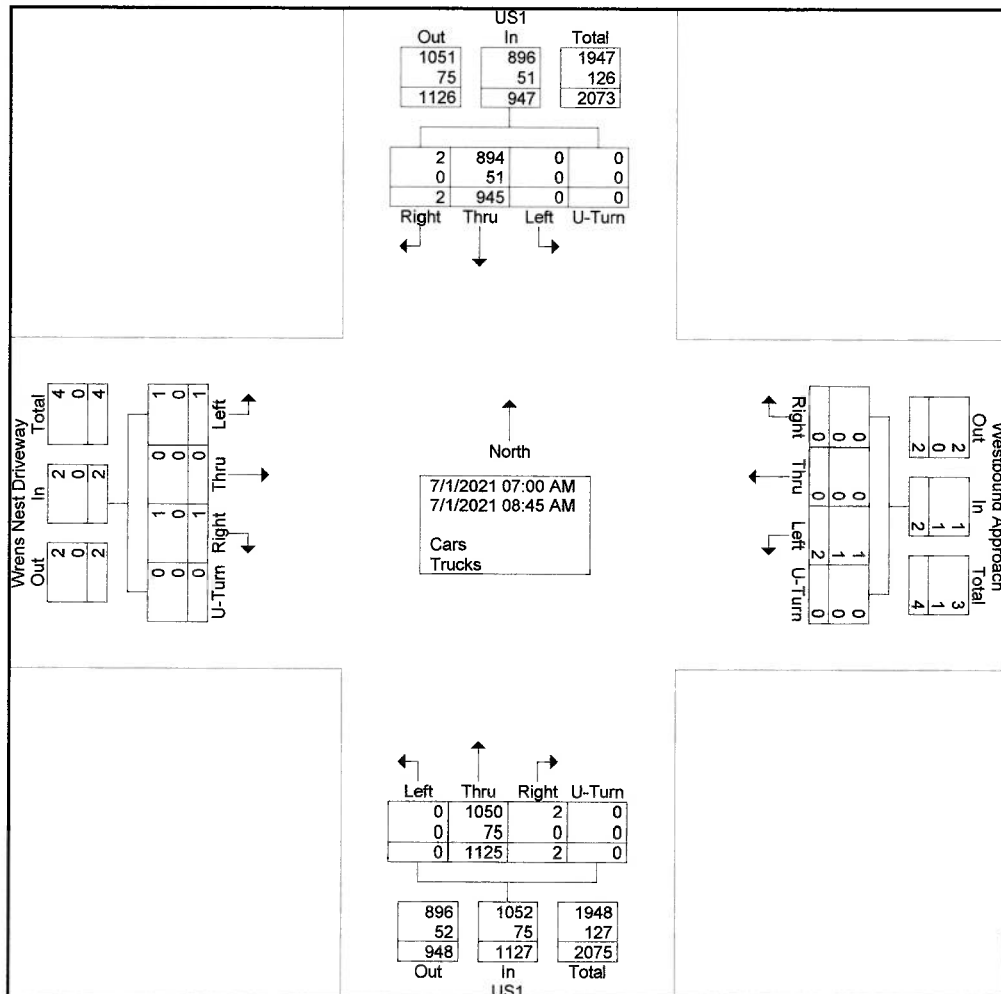 US1
Out In Total
1051 896 1947
75 51 126
1126 947 2073
2 894 0 0
0 51 0 0
2 945 0 0
Right Thru Left U-Turn
Wrens Nest Driveway
Total In Out
4 2 2
0 0 0
4 2 2
1 0 1 0
0 0 0 0
1 0 1 0
Left Thru Right U-Turn
North
7/1/2021 07:00 AM
7/1/2021 08:45 AM
Cars
Trucks
Right Thru Left U-Turn
0 0 1 0
0 0 1 0
0 0 2 0
Westbound Approach
Out In Total
2 1 3
0 1 1
2 2 4
Left Thru Right U-Turn
0 1050 2 0
0 75 0 0
0 1125 2 0
896 1052 1948
52 75 127
948 1127 2075
Out In Total
US1